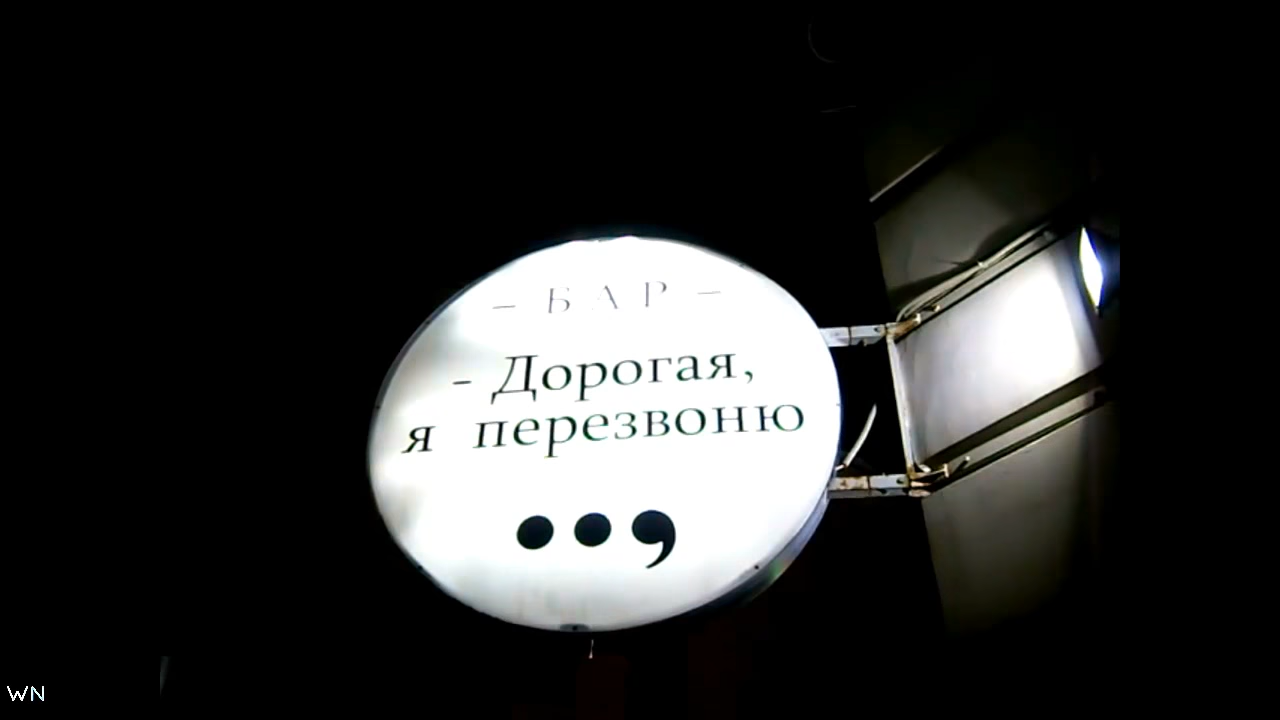 – БАР –
- Дорогая,
я перезвоню
••,
WN